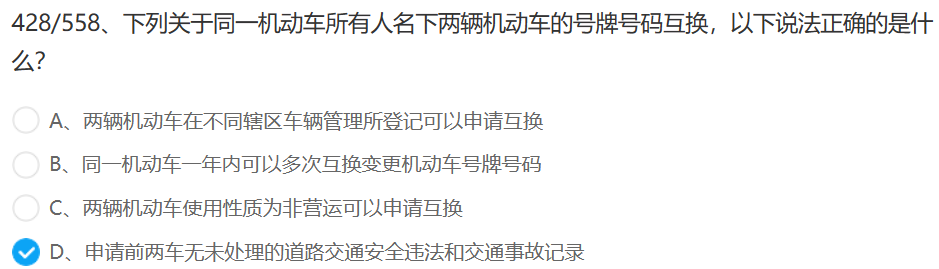 428/558、下列关于同一机动车所有人名下两辆机动车的号牌号码互换，以下说法正确的是什
么？
A、两辆机动车在不同辖区车辆管理所登记可以申请互换
B、同一机动车一年内可以多次互换变更机动车号牌号码
C、两辆机动车使用性质为非营运可以申请互换
D、申请前两车无未处理的道路交通安全违法和交通事故记录